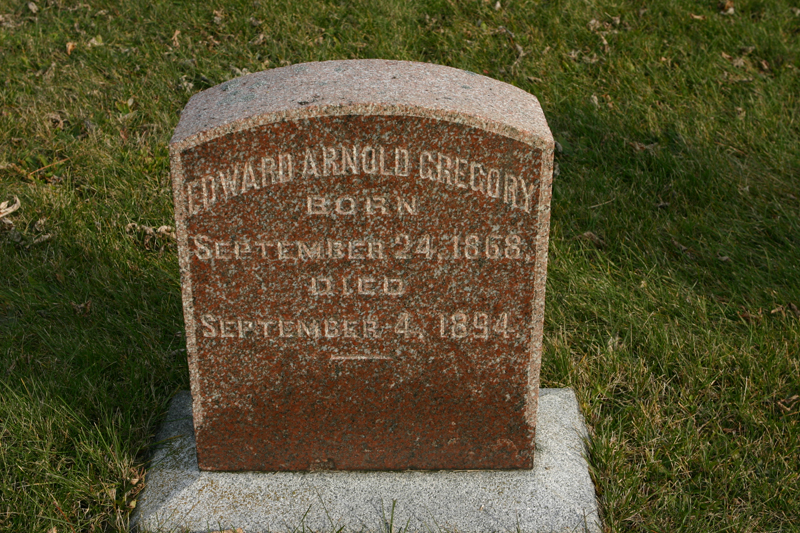 EDWARD ARNOLD GREGORY
BORN
SEPTEMBER 24, 1868,
DIED
SEPTEMBER 4, 1894.